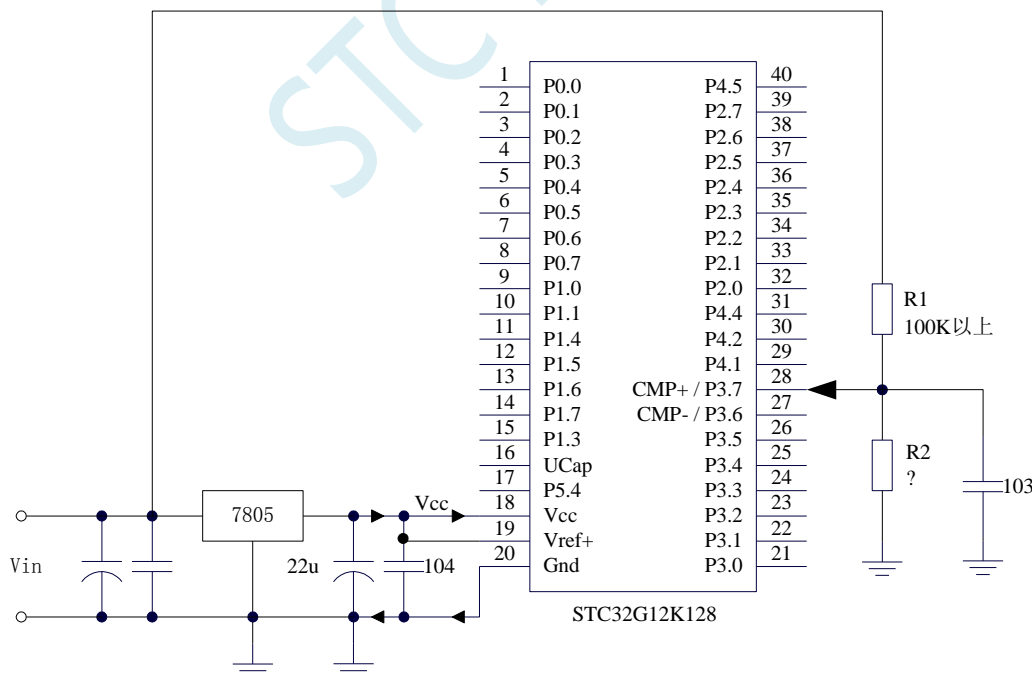 STC
1 P0.0 P4.5 40
2 P0.1 P2.7 39
3 P0.2 P2.6 38
4 P0.3 P2.5 37
5 P0.4 P2.4 36
6 P0.5 P2.3 35
7 P0.6 P2.2 34
8 P0.7 P2.1 33
9 P1.0 P2.0 32
10 P1.1 P4.4 31
11 P1.4 P4.2 30
12 P1.5 P4.1 29
13 P1.6 CMP+ / P3.7 28
14 P1.7 CMP- / P3.6 27
15 P1.3 P3.5 26
16 UCap P3.4 25
17 P5.4 P3.3 24
18 Vcc P3.2 23
19 Vref+ P3.1 22
20 Gnd P3.0 21
STC32G12K128
R1
100K以上
R2
?
103
Vcc
7805
Vin
22u
104